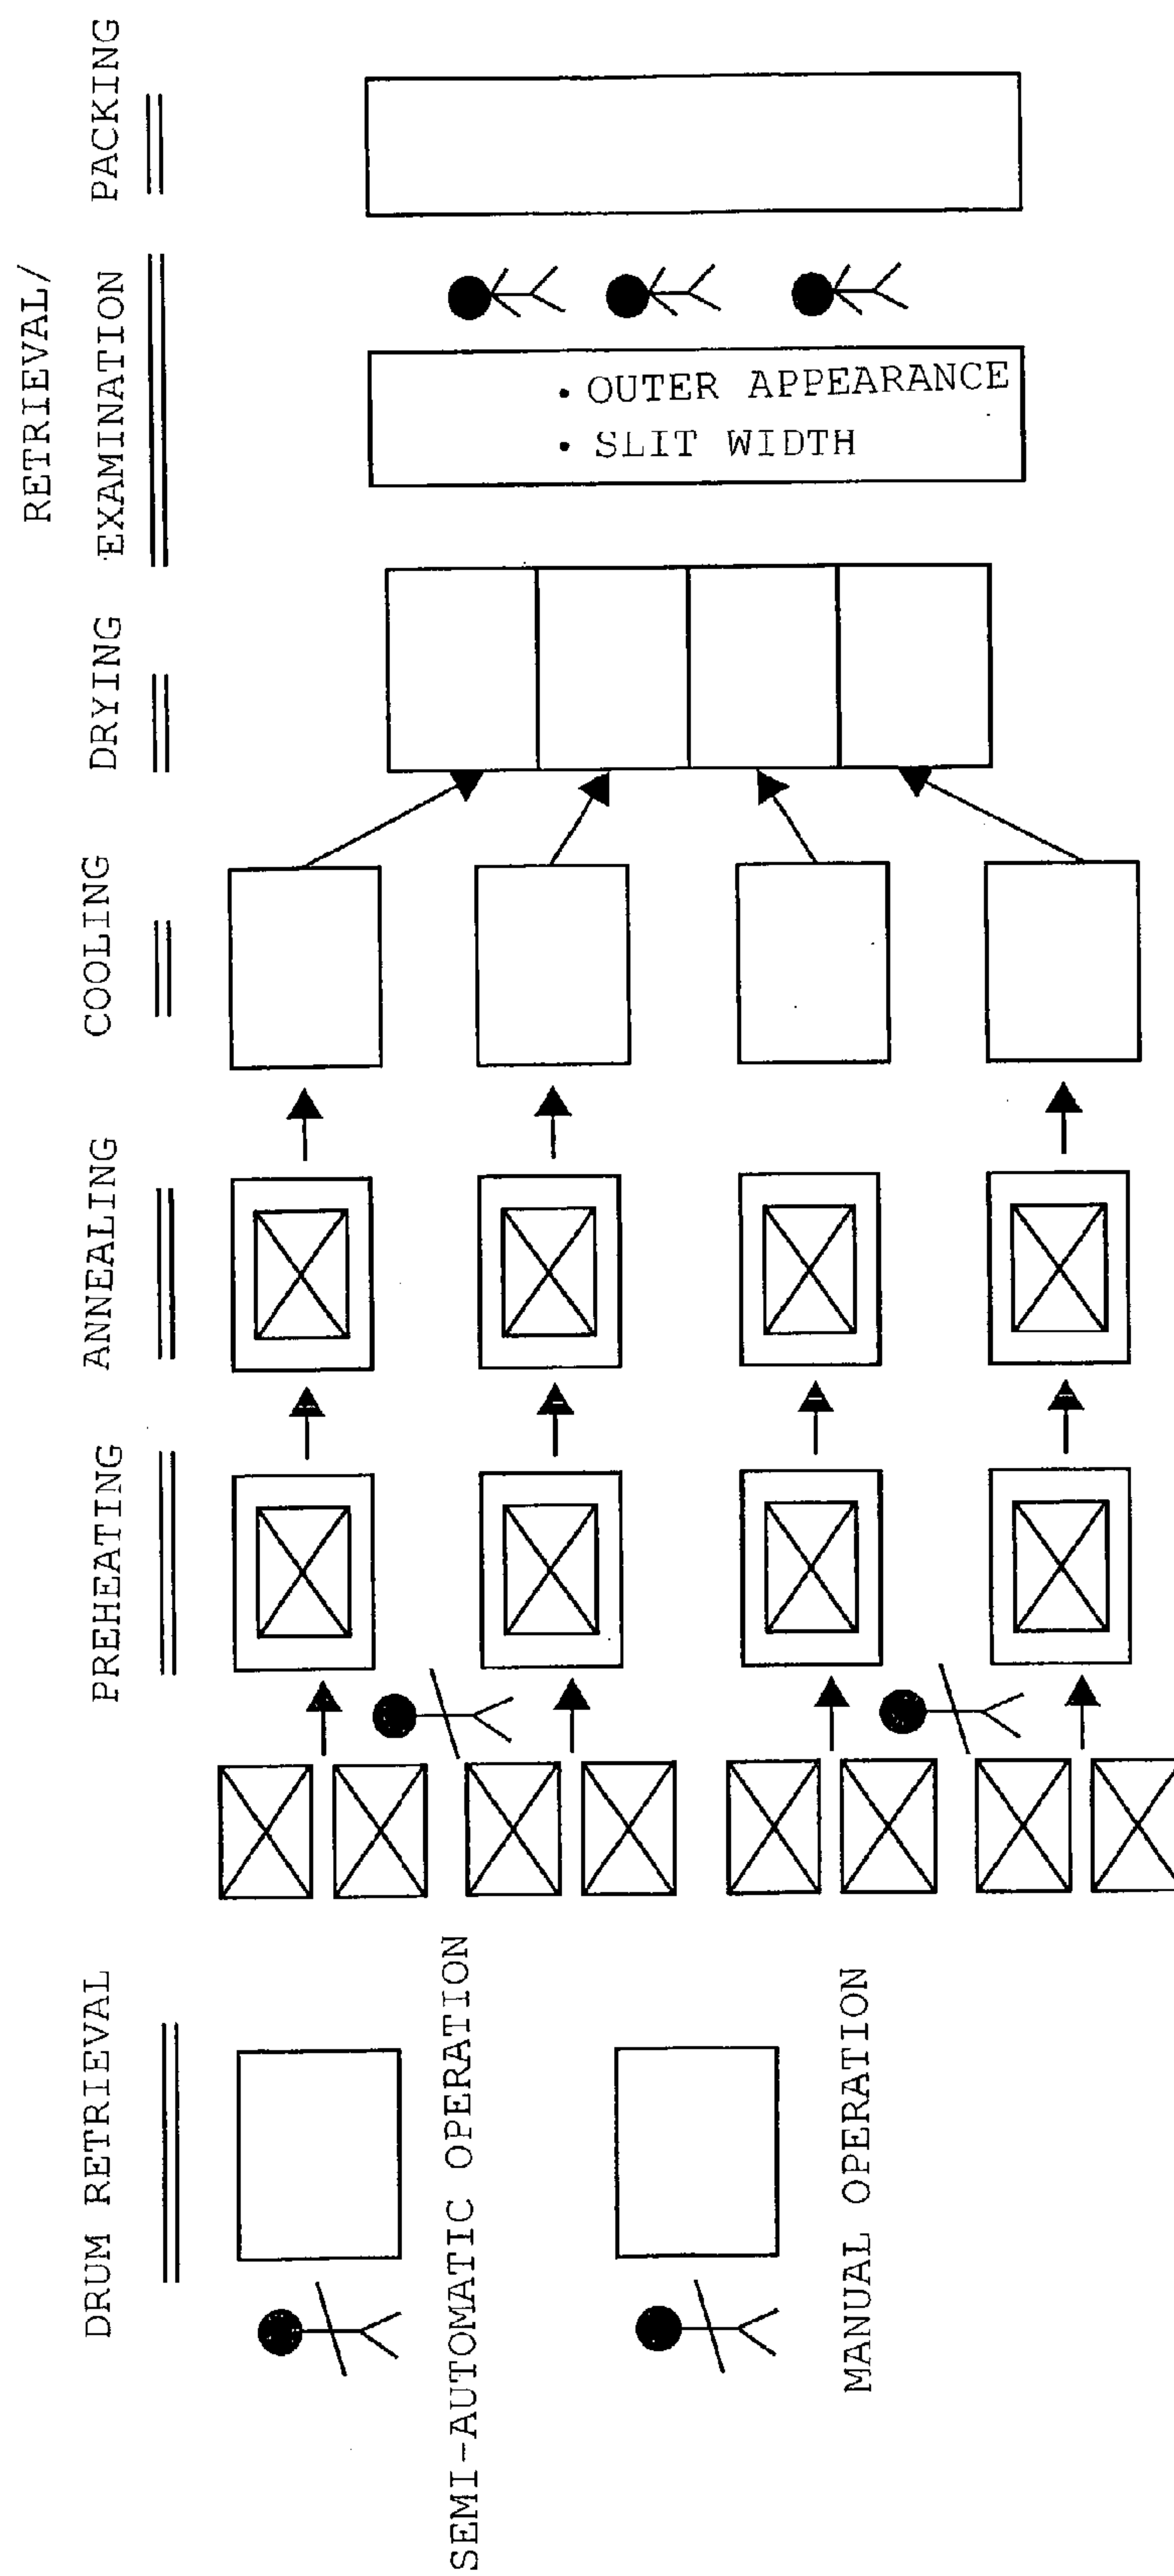 DRUM RETRIEVAL
PREHEATING
ANNEALING
COOLING
DRYING
RETRIEVAL/
EXAMINATION
PACKING
• OUTER APPEARANCE
• SLIT WIDTH
SEMI-AUTOMATIC OPERATION
MANUAL OPERATION